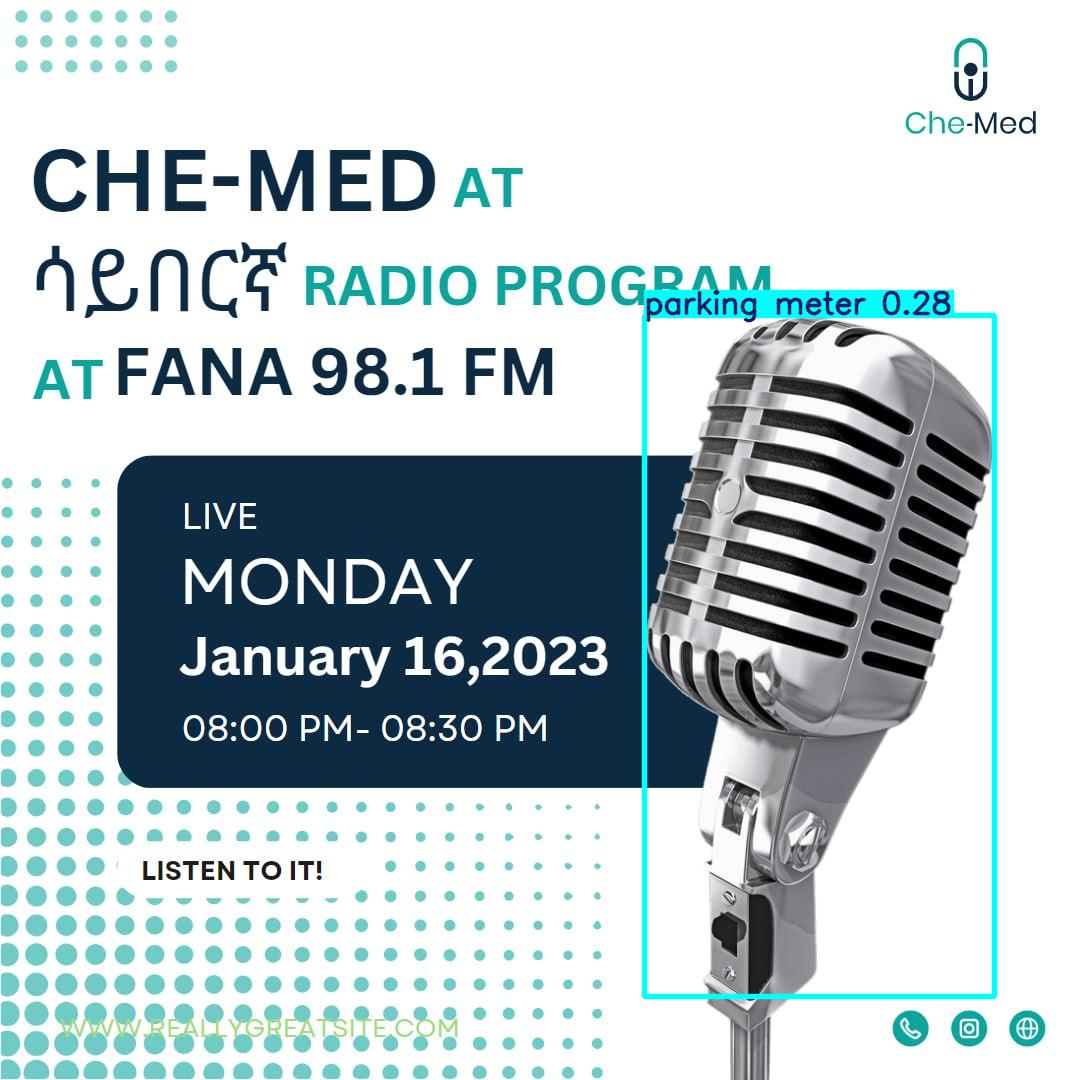 Che-Med
CHE-MED AT
ሳይበርኛ RADIO PROGRAM
AT FANA 98.1 FM
parking meter 0.28
LIVE
MONDAY
January 16,2023
08:00 PM- 08:30 PM
LISTEN TO IT!
WWW.REALLYGREATSITE.COM